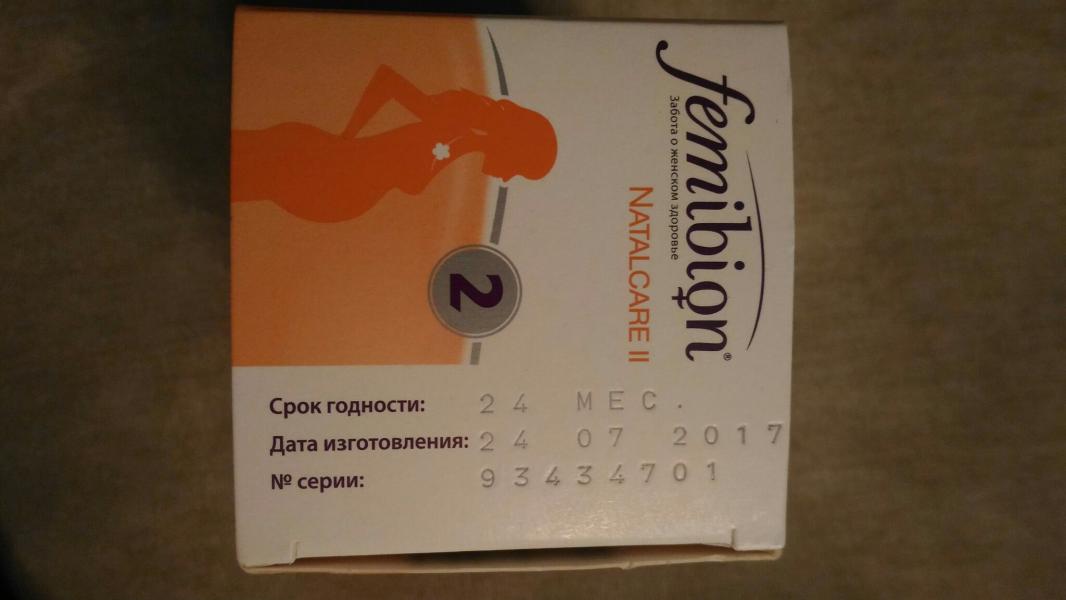 femibion®
Забота о женском здоровье
NATALCARE II
2
Срок годности: 24 МЕС.
Дата изготовления: 24 07 2017
№ серии: 93434701